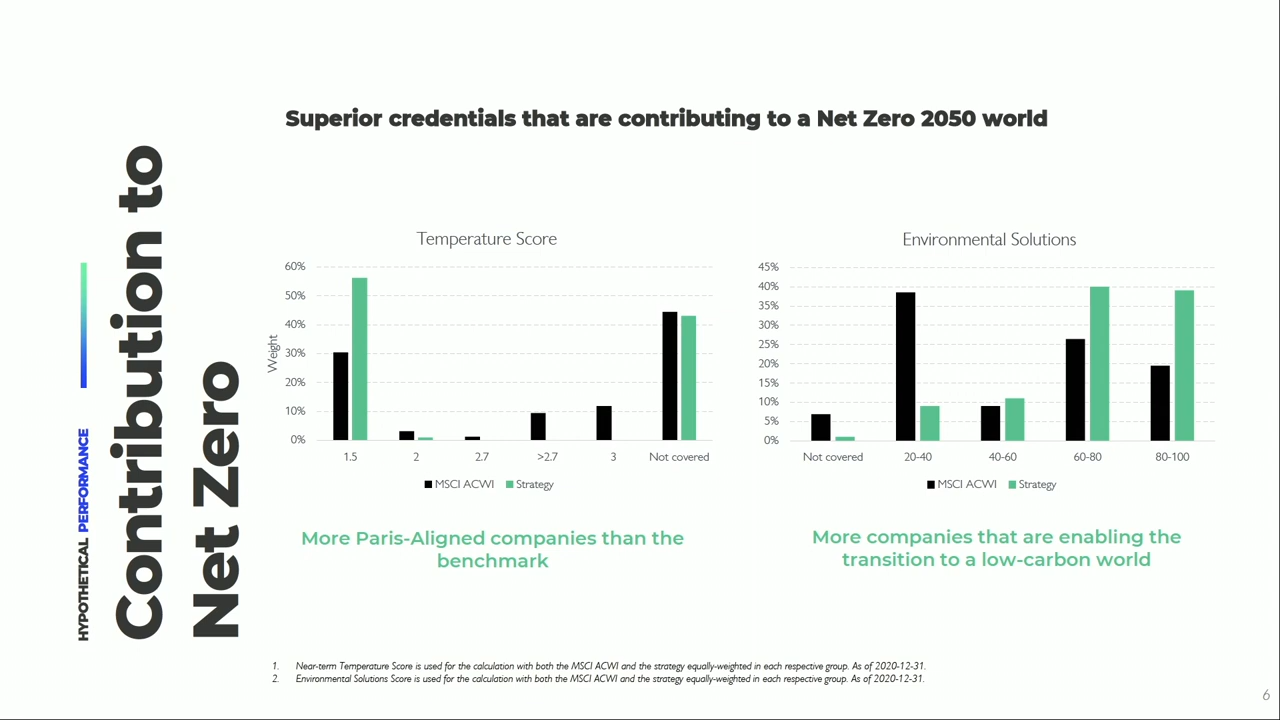 Superior credentials that are contributing to a Net Zero 2050 world
HYPOTHETICAL PERFORMANCE
Contribution to
Net Zero
Temperature Score
60%
50%
40%
30%
20%
10%
0%
Weight
1.5
2
2.7
>2.7
3
Not covered
MSCI ACWI
Strategy
More Paris-Aligned companies than the
benchmark
Environmental Solutions
45%
40%
35%
30%
25%
20%
15%
10%
5%
0%
Not covered
20-40
40-60
60-80
80-100
MSCI ACWI
Strategy
More companies that are enabling the
transition to a low-carbon world
1. Near-term Temperature Score is used for the calculation with both the MSCI ACWI and the strategy equally-weighted in each respective group. As of 2020-12-31.
2. Environmental Solutions Score is used for the calculation with both the MSCI ACWI and the strategy equally-weighted in each respective group. As of 2020-12-31.
6